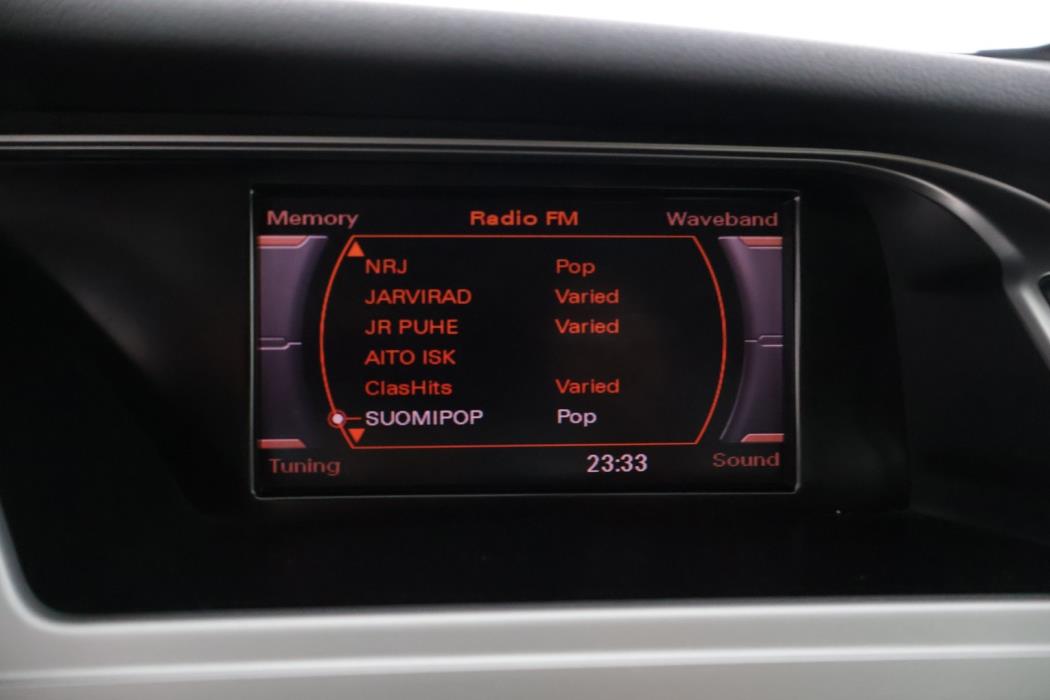 Memory Radio FM Waveband
NRJ Pop
JARVIRAD Varied
JR PUHE Varied
AITO ISK
ClasHits Varied
SUOMIPOP Pop
Tuning 23:33 Sound